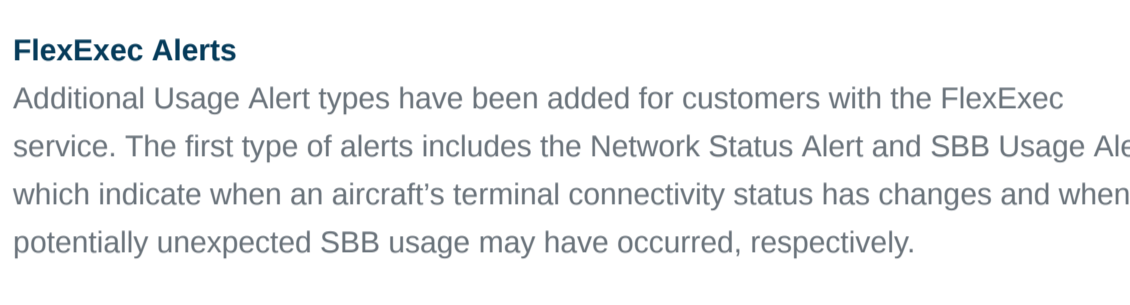 FlexExec Alerts
Additional Usage Alert types have been added for customers with the FlexExec
service. The first type of alerts includes the Network Status Alert and SBB Usage
which indicate when an aircraft’s terminal connectivity status has changes and when
potentially unexpected SBB usage may have occurred, respectively.